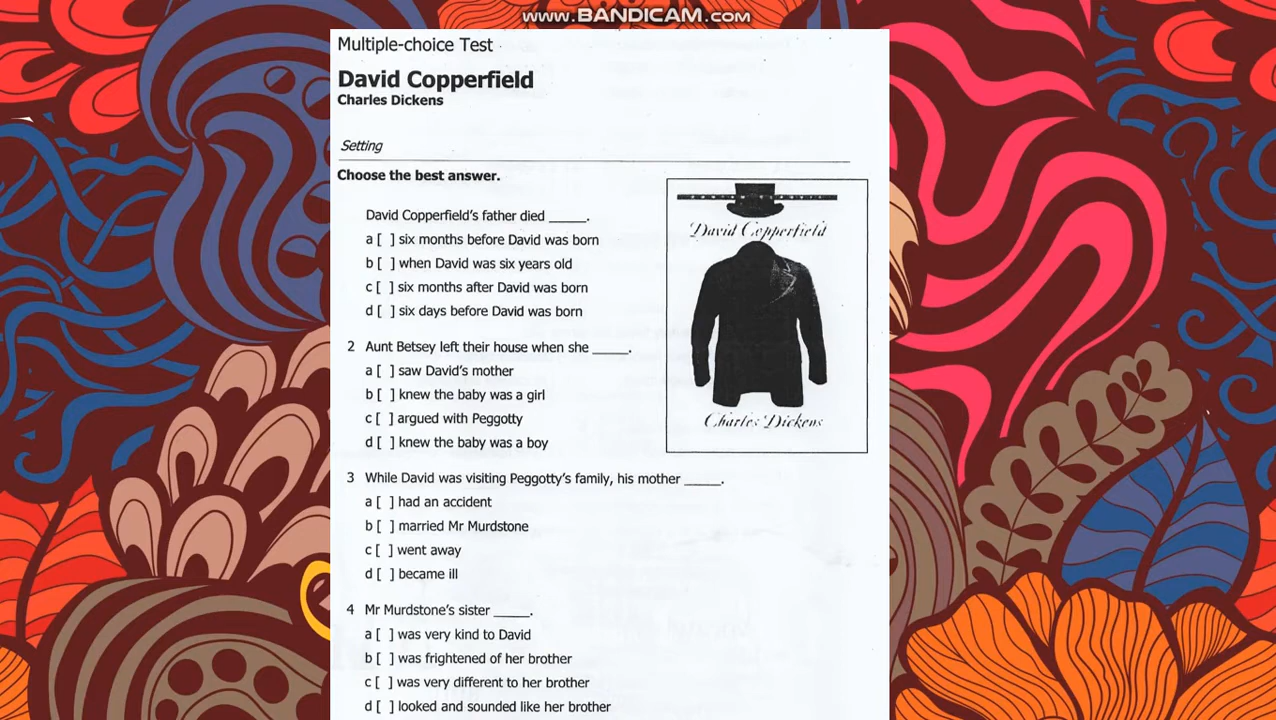 www.BANDICAM.com
Multiple-choice Test
David Copperfield
Charles Dickens
Setting
Choose the best answer.
David Copperfield's father died _____.
a [ ] six months before David was born
b [ ] when David was six years old
c [ ] six months after David was born
d [ ] six days before David was born
2 Aunt Betsey left their house when she _____.
a [ ] saw David's mother
b [ ] knew the baby was a girl
c [ ] argued with Peggotty
d [ ] knew the baby was a boy
David Copperfield
Charles Dickens
3 While David was visiting Peggotty's family, his mother _____.
a [ ] had an accident
b [ ] married Mr Murdstone
c [ ] went away
d [ ] became ill
4 Mr Murdstone's sister _____.
a [ ] was very kind to David
b [ ] was frightened of her brother
c [ ] was very different to her brother
d [ ] looked and sounded like her brother